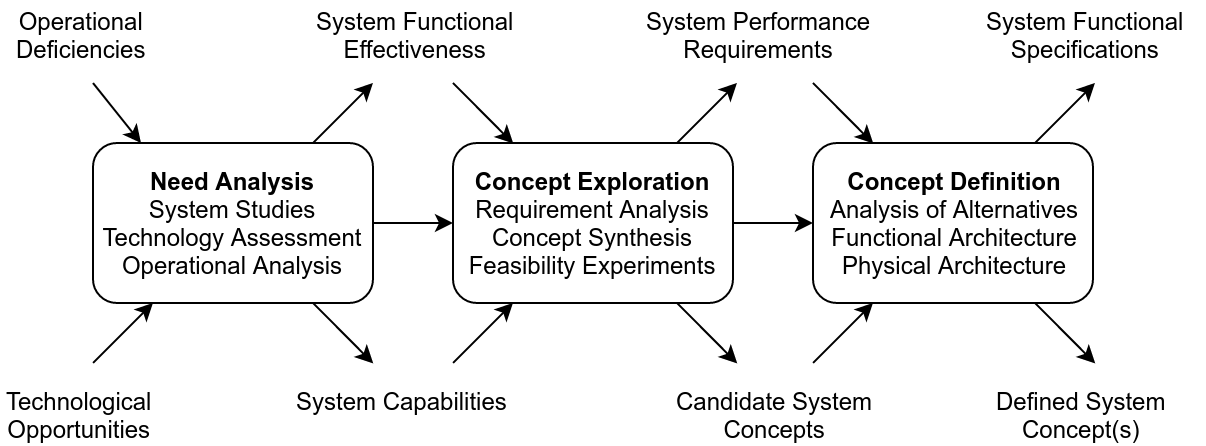 Operational
Deficiencies
System Functional
Effectiveness
System Performance
Requirements
System Functional
Specifications
Need Analysis
System Studies
Technology Assessment
Operational Analysis
Concept Exploration
Requirement Analysis
Concept Synthesis
Feasibility Experiments
Concept Definition
Analysis of Alternatives
Functional Architecture
Physical Architecture
Technological
Opportunities
System Capabilities
Candidate System
Concepts
Defined System
Concept(s)